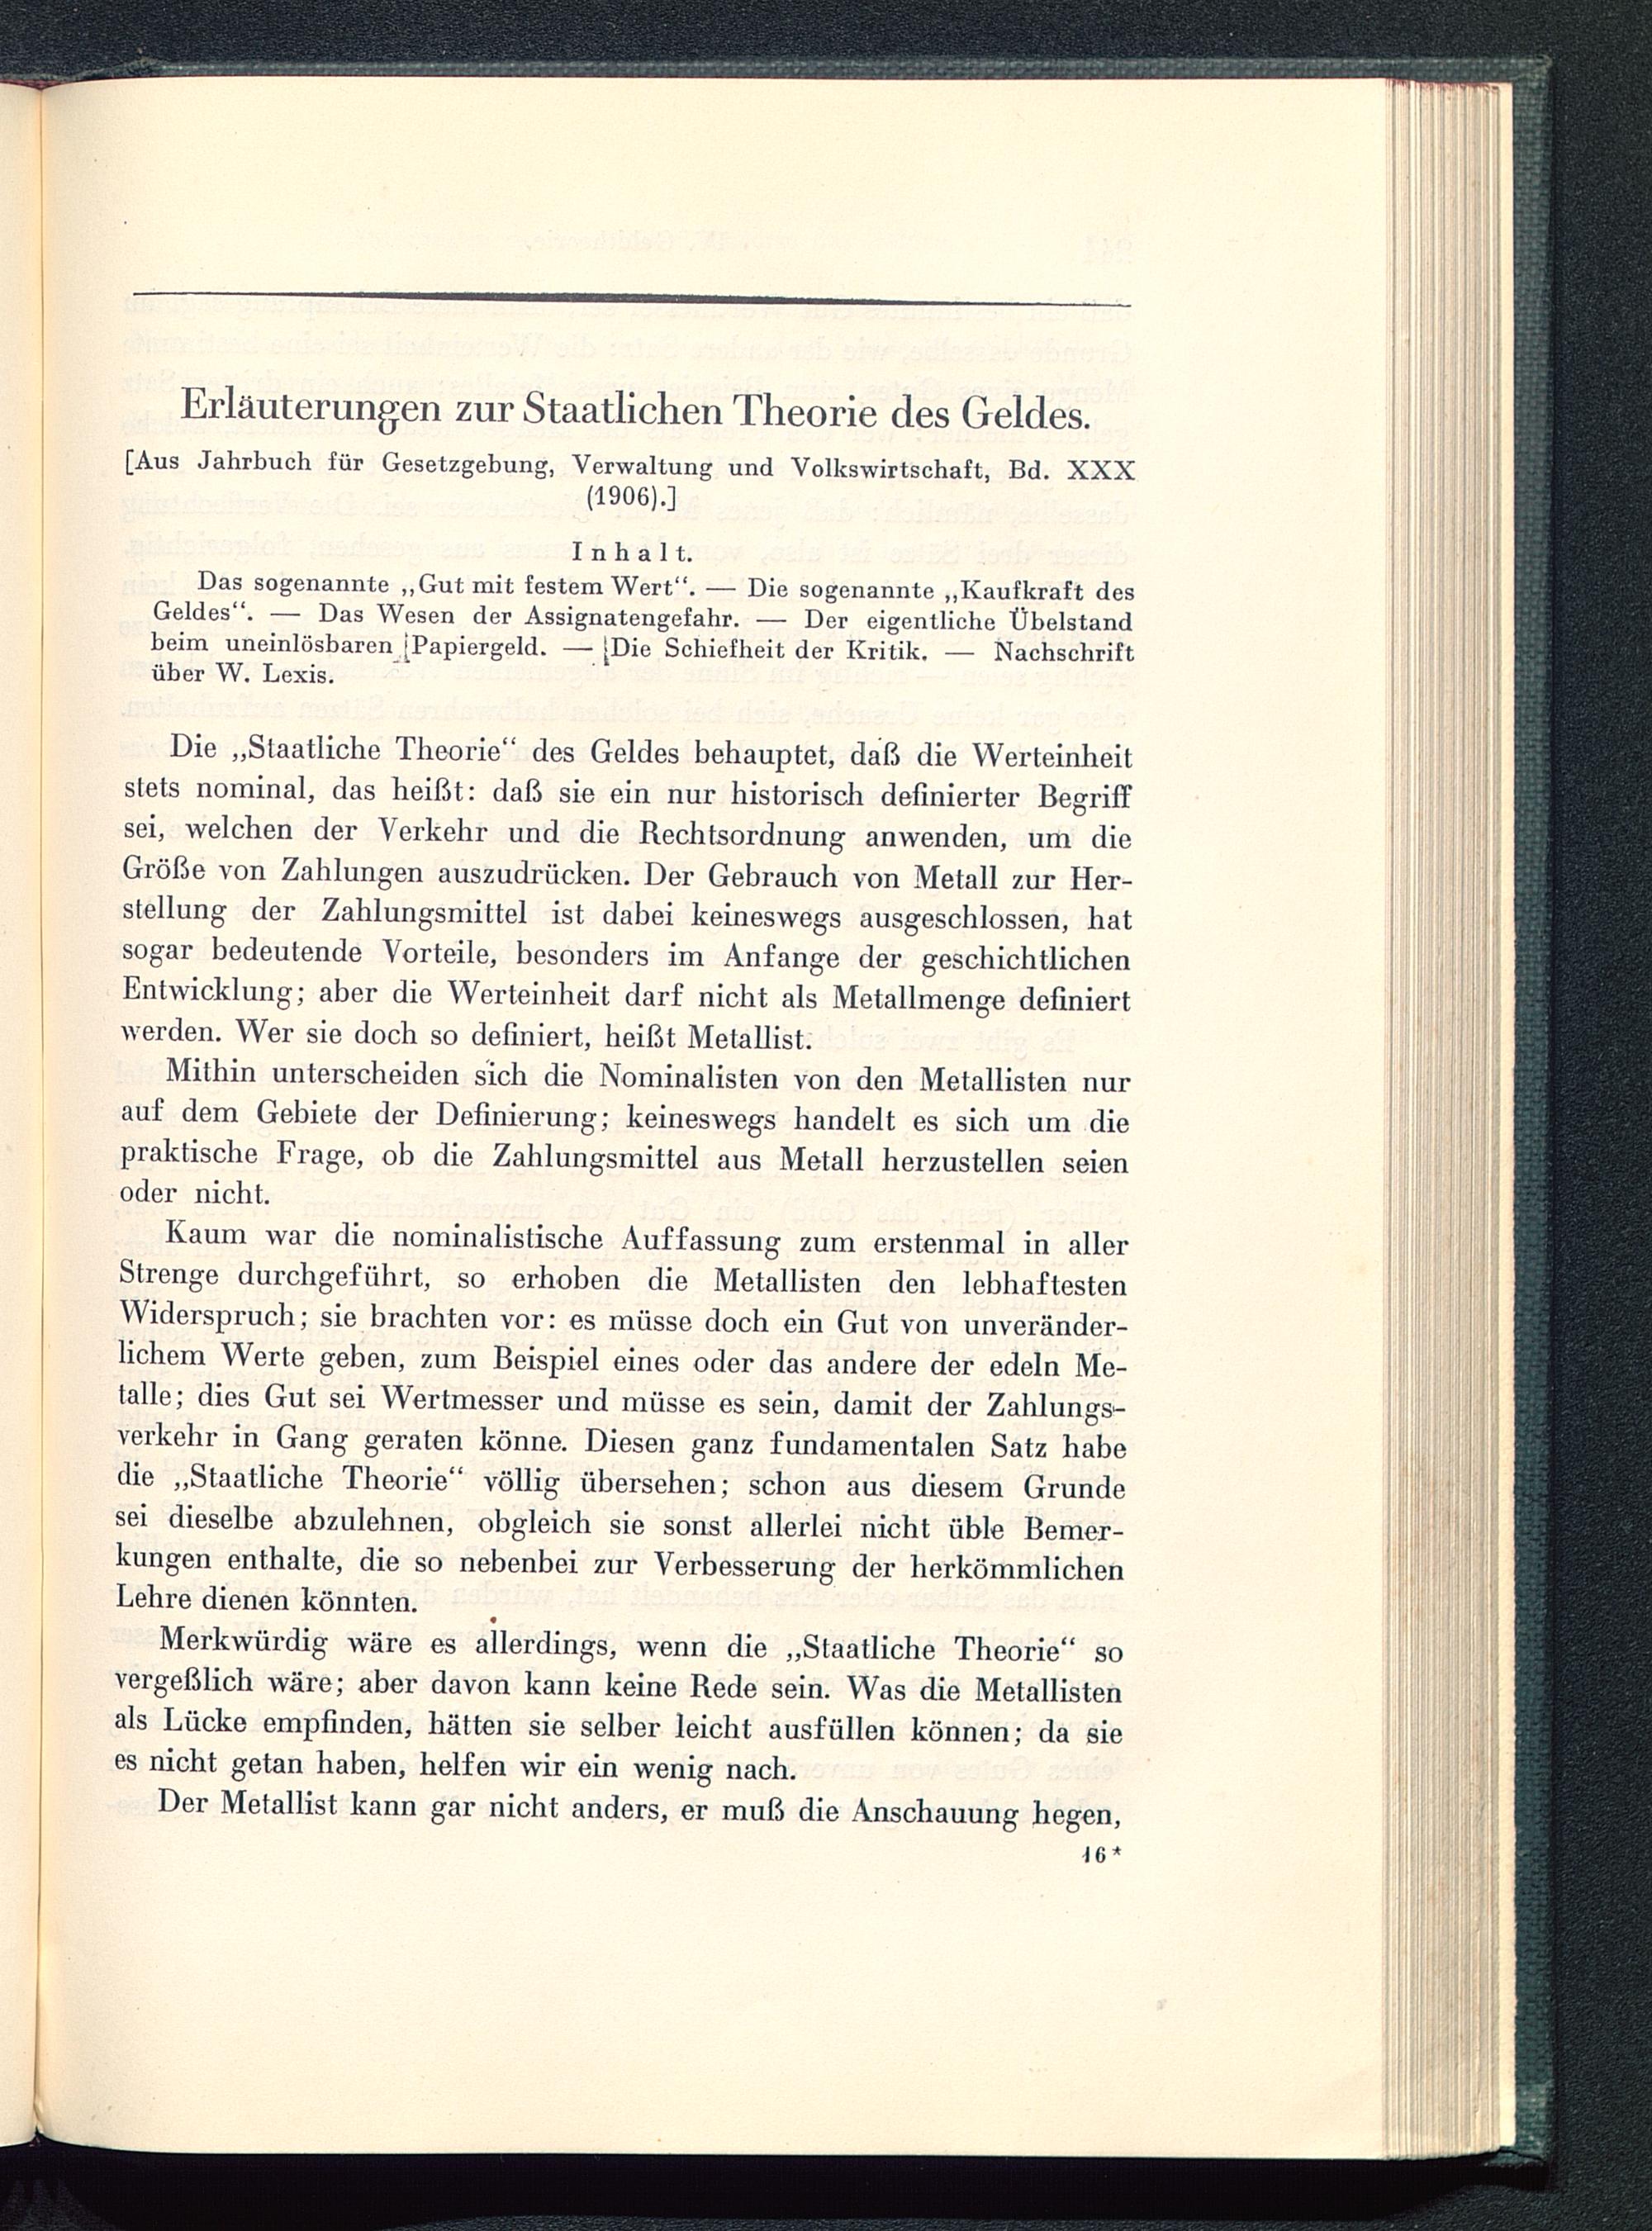 Erläuterungen zur Staatlichen Theorie des Geldes.
[Aus Jahrbuch für Gesetzgebung, Verwaltung und Volkswirtschaft, Bd. XXX
(1906).]
Inhalt.
Das sogenannte „Gut mit festem Wert“. — Die sogenannte „Kaufkraft des
Geldes“. — Das Wesen der Assignatengefahr. — Der eigentliche Übelstand
beim uneinlösbaren Papiergeld. — Die Schiefheit der Kritik. — Nachschrift
über W. Lexis.
Die „Staatliche Theorie“ des Geldes behauptet, daß die Werteinheit
stets nominal, das heißt: daß sie ein nur historisch definierter Begriff
sei, welchen der Verkehr und die Rechtsordnung anwenden, um die
Größe von Zahlungen auszudrücken. Der Gebrauch von Metall zur Her-
stellung der Zahlungsmittel ist dabei keineswegs ausgeschlossen, hat
sogar bedeutende Vorteile, besonders im Anfange der geschichtlichen
Entwicklung; aber die Werteinheit darf nicht als Metallmenge definiert
werden. Wer sie doch so definiert, heißt Metallist.
Mithin unterscheiden sich die Nominalisten von den Metallisten nur
auf dem Gebiete der Definierung; keineswegs handelt es sich um die
praktische Frage, ob die Zahlungsmittel aus Metall herzustellen seien
oder nicht.
Kaum war die nominalistische Auffassung zum erstenmal in aller
Strenge durchgeführt, so erhoben die Metallisten den lebhaftesten
Widerspruch; sie brachten vor: es müsse doch ein Gut von unveränder-
lichem Werte geben, zum Beispiel eines oder das andere der edeln Me-
talle; dies Gut sei Wertmesser und müsse es sein, damit der Zahlungs-
verkehr in Gang geraten könne. Diesen ganz fundamentalen Satz habe
die „Staatliche Theorie“ völlig übersehen; schon aus diesem Grunde
sei dieselbe abzulehnen, obgleich sie sonst allerlei nicht üble Bemer-
kungen enthalte, die so nebenbei zur Verbesserung der herkömmlichen
Lehre dienen könnten.
Merkwürdig wäre es allerdings, wenn die „Staatliche Theorie“ so
vergeßlich wäre; aber davon kann keine Rede sein. Was die Metallisten
als Lücke empfinden, hätten sie selber leicht ausfüllen können; da sie
es nicht getan haben, helfen wir ein wenig nach.
Der Metallist kann gar nicht anders, er muß die Anschauung hegen,
16*